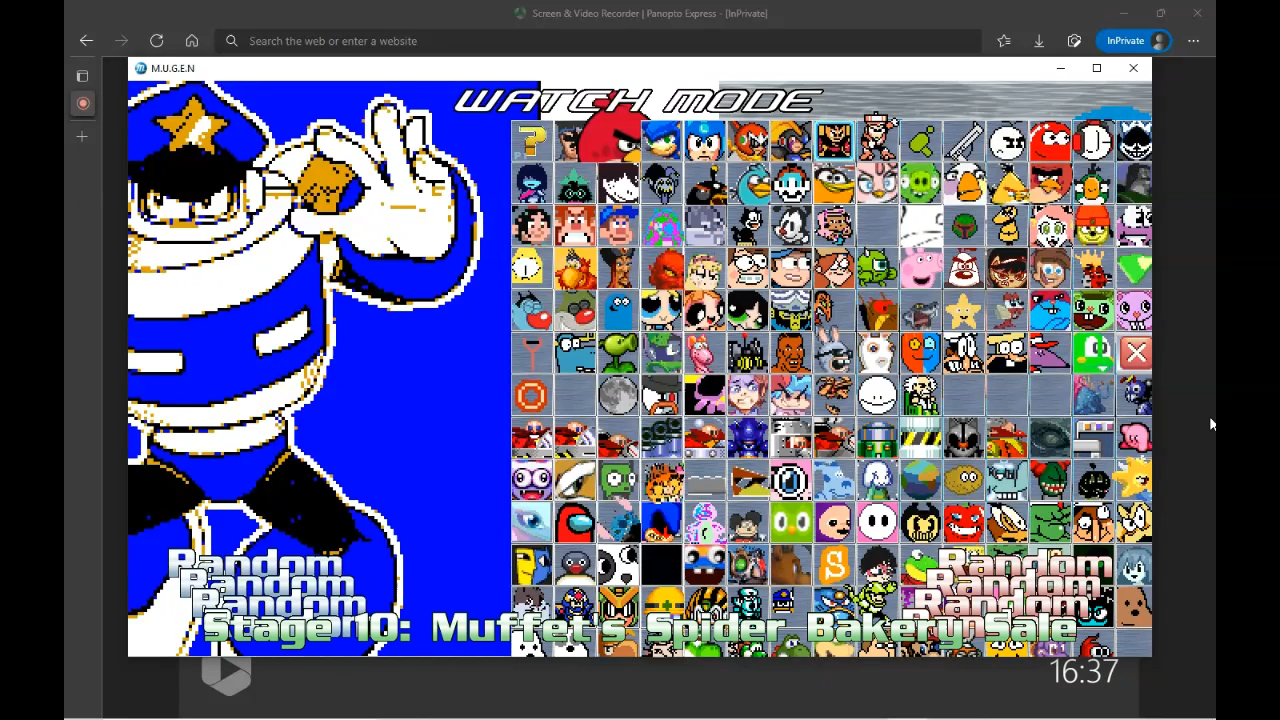 Screen & Video Recorder | Panopto Express - [InPrivate]
Search the web or enter a website
InPrivate
M.U.G.E.N
WATCH MODE
Random
Random
Random
Random
Random
Random
Stage 10: Muffet's Spider Bakery Sale
16:37